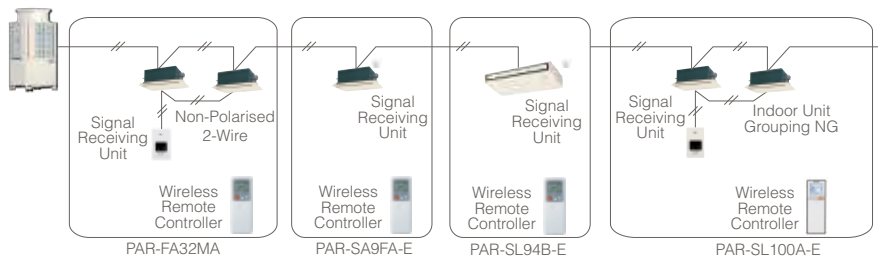 Signal
Receiving
Unit
Non-Polarised
2-Wire
Wireless
Remote
Controller
PAR-FA32MA
Signal
Receiving
Unit
Wireless
Remote
Controller
PAR-SA9FA-E
Signal
Receiving
Unit
Wireless
Remote
Controller
PAR-SL94B-E
Signal
Receiving
Unit
Indoor Unit
Grouping NG
Wireless
Remote
Controller
PAR-SL100A-E